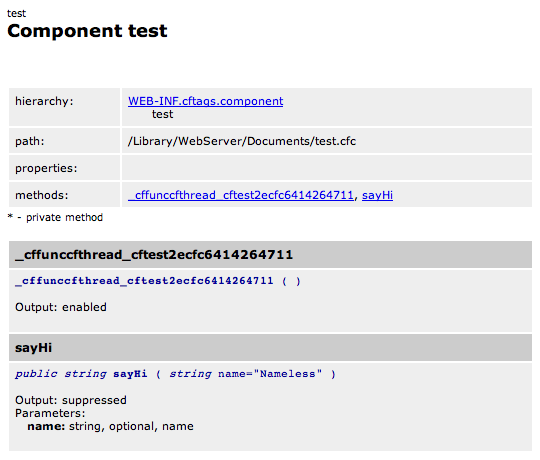 test
Component test
hierarchy: WEB-INF.cftags.component
test
path: /Library/WebServer/Documents/test.cfc
properties:
methods: _cffunccfthread_cftest2ecfc6414264711, sayHi
* - private method
_cffunccfthread_cftest2ecfc6414264711
_cffunccfthread_cftest2ecfc6414264711 ( )
Output: enabled
sayHi
public string sayHi ( string name="Nameless" )
Output: suppressed
Parameters:
name: string, optional, name